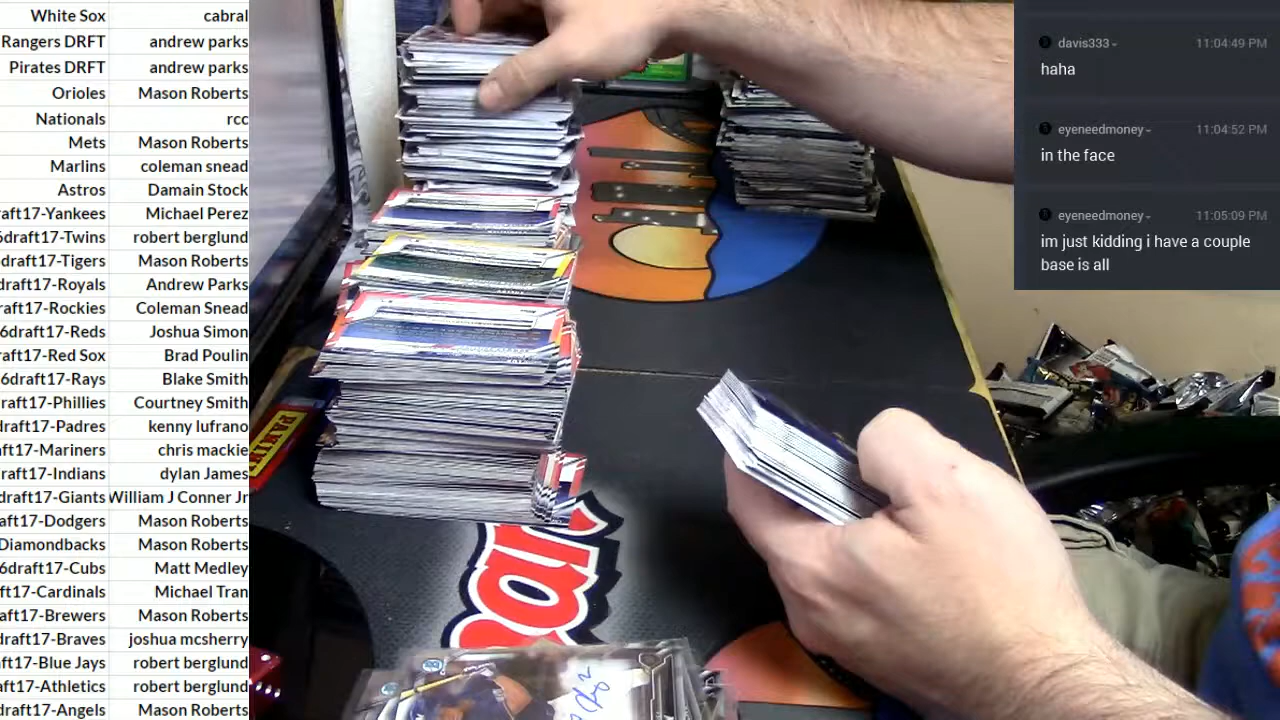 White Sox cabral
Rangers DRFT andrew parks
Pirates DRFT andrew parks
Orioles Mason Roberts
Nationals rcc
Mets Mason Roberts
Marlins coleman snead
Astros Damain Stock
raft17-Yankees Michael Perez
6draft17-Twins robert berglund
draft17-Tigers Mason Roberts
draft17-Royals Andrew Parks
raft17-Rockies Coleman Snead
6draft17-Reds Joshua Simon
raft17-Red Sox Brad Poulin
6draft17-Rays Blake Smith
raft17-Phillies Courtney Smith
draft17-Padres kenny lufrano
raft17-Mariners chris mackie
raft17-Indians dylan James
draft17-Giants William J Conner Jr
aft17-Dodgers Mason Roberts
Diamondbacks Mason Roberts
6draft17-Cubs Matt Medley
aft17-Cardinals Michael Tran
aft17-Brewers Mason Roberts
draft17-Braves joshua mcsherry
aft17-Blue Jays robert berglund
aft17-Athletics robert berglund
draft17-Angels Mason Roberts
davis333 11:04:49 PM
haha
eyeneedmoney 11:04:52 PM
in the face
eyeneedmoney 11:05:09 PM
im just kidding i have a couple
base is all
PANINI